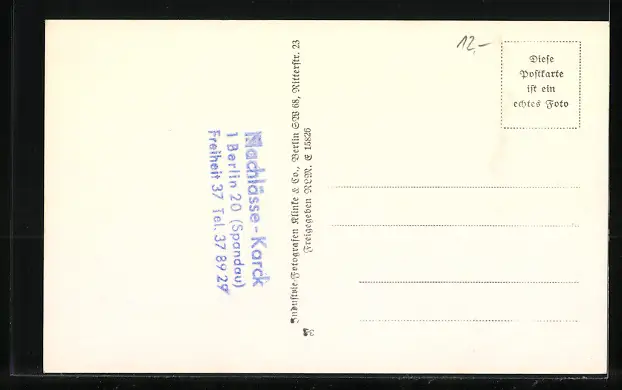 12,-
Diese
Postkarte
ist ein
echtes Foto
Industrie-Fotografen Klinke & Co., Berlin SW 68, Ritterstr. 23
Freigegeben RLM. E 15826
Nachlässe-Karck
1 Berlin 20 (Spandau)
Freiheit 37 Tel. 37 89 29